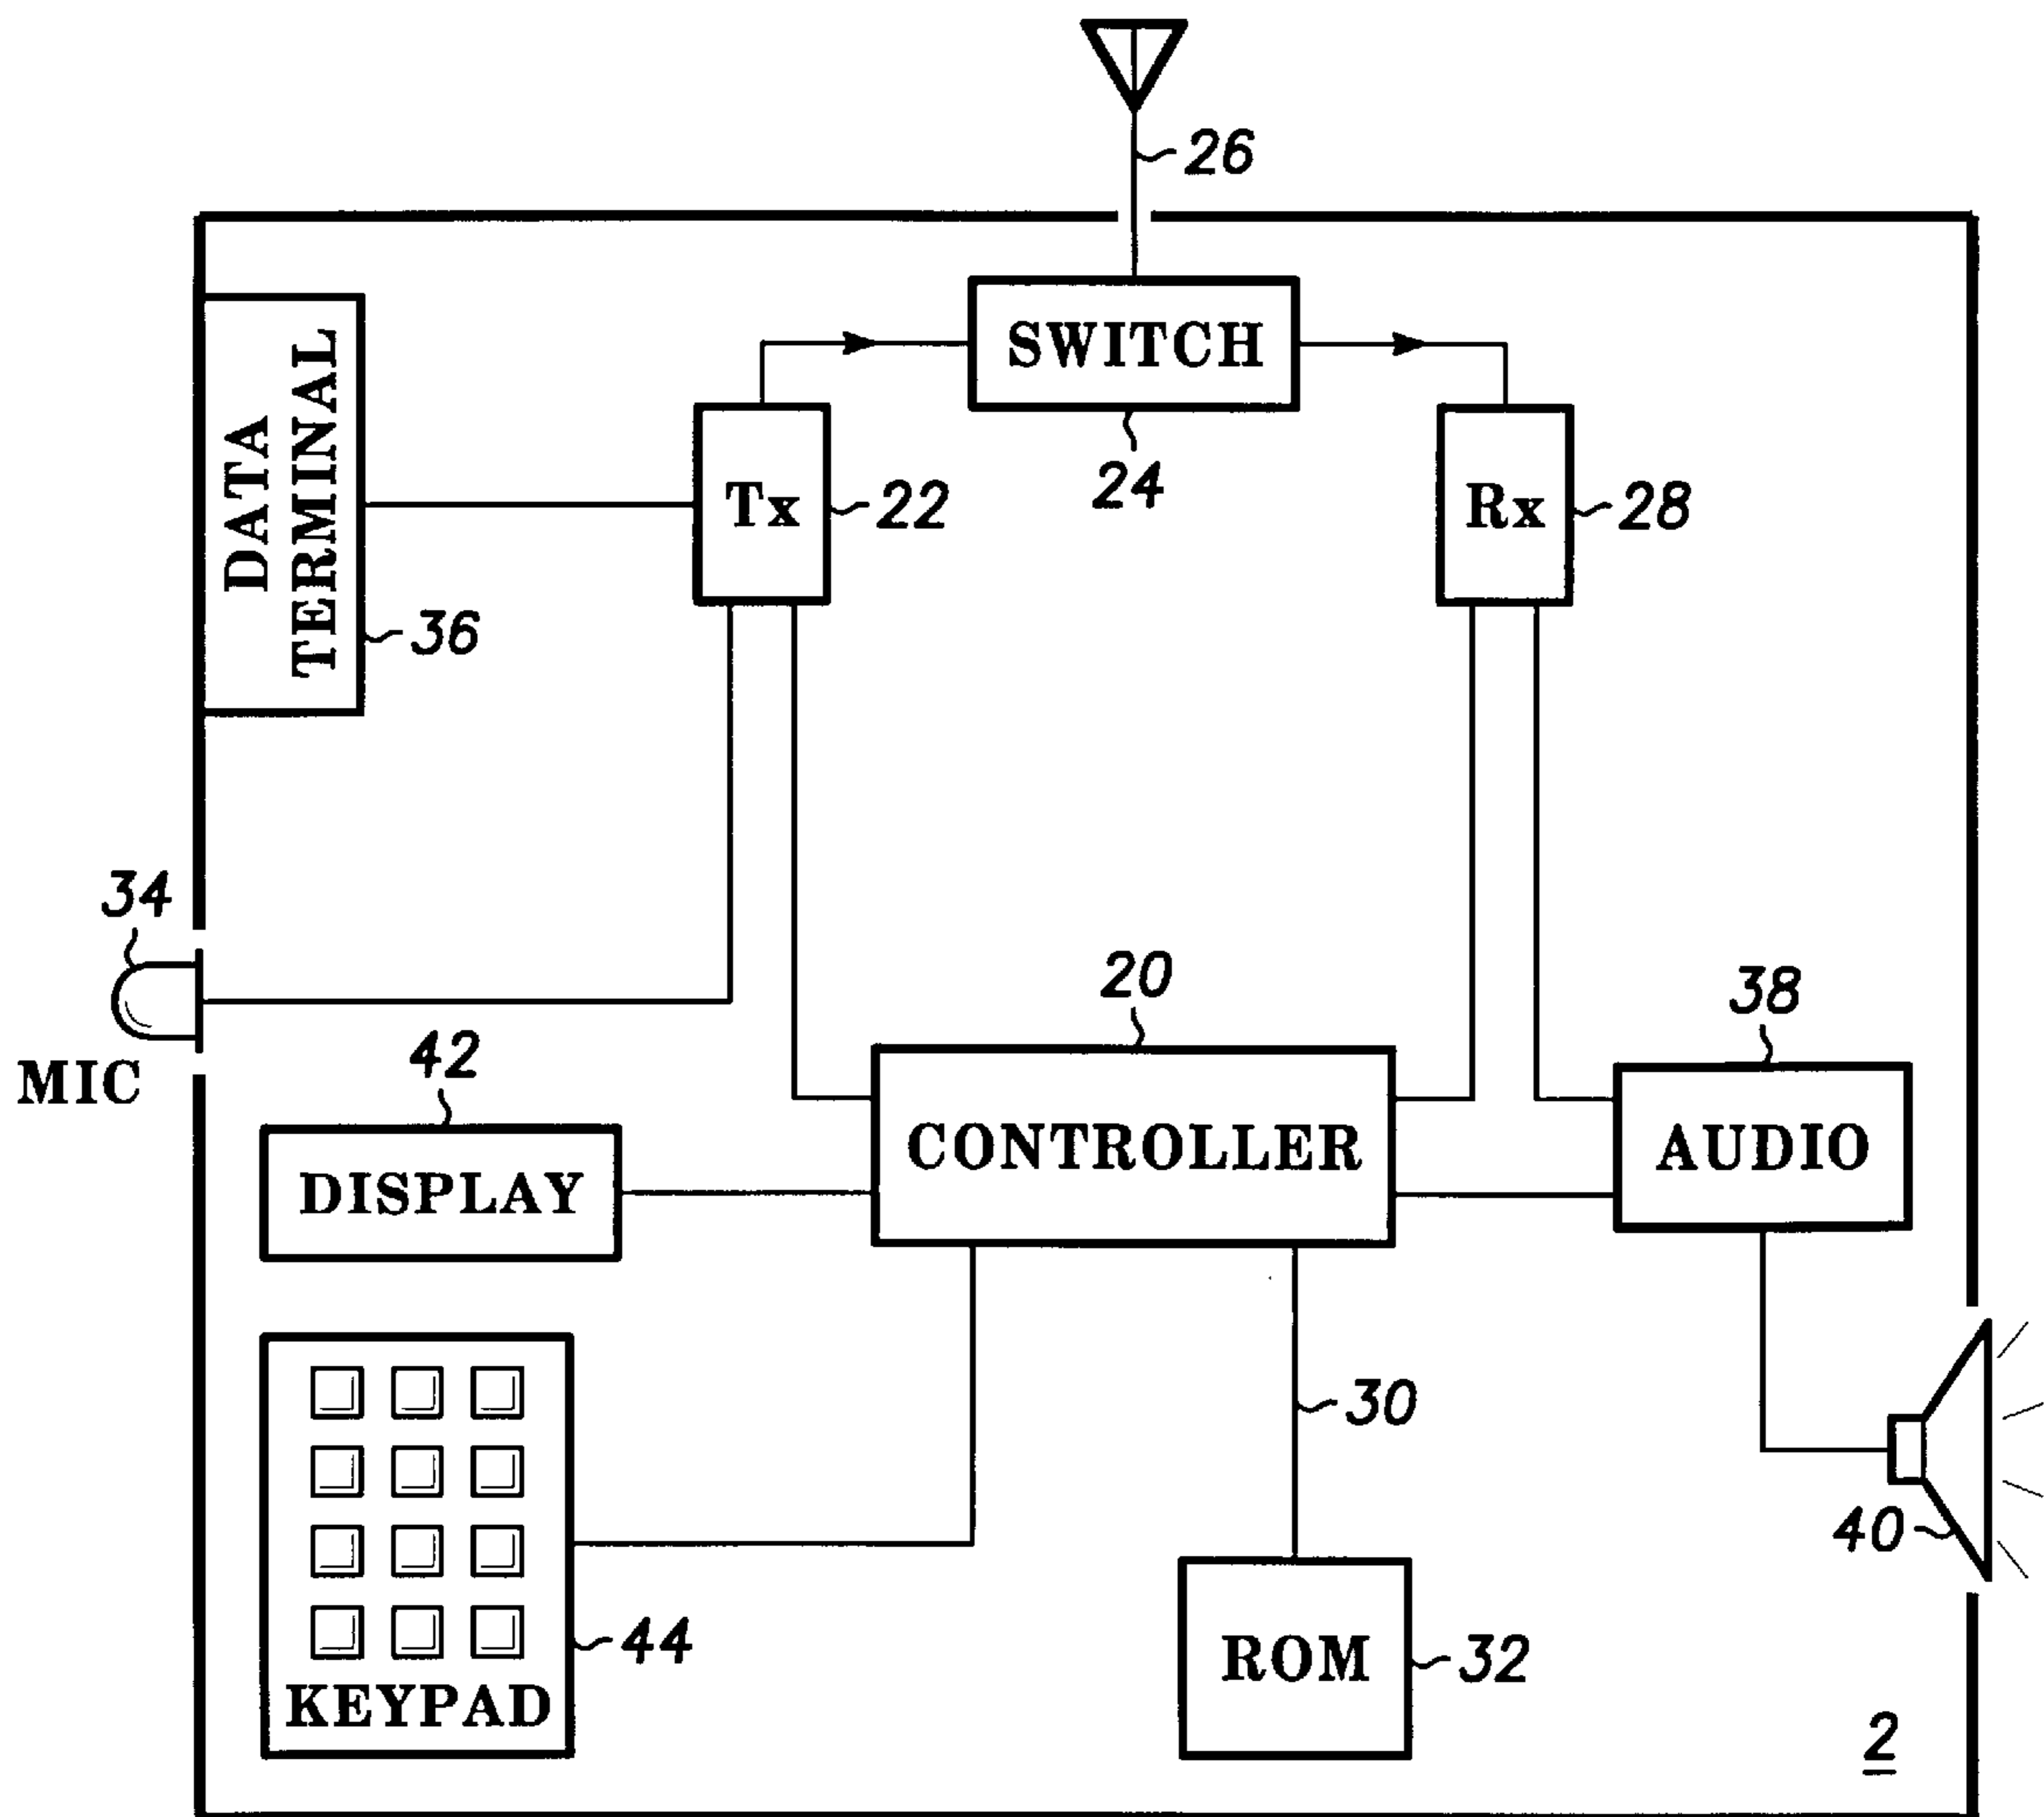 26
SWITCH
24
DATA
TERMINAL
36
Tx
22
Rx
28
34
MIC
20
CONTROLLER
38
AUDIO
42
DISPLAY
30
40
KEYPAD
44
ROM
32
2